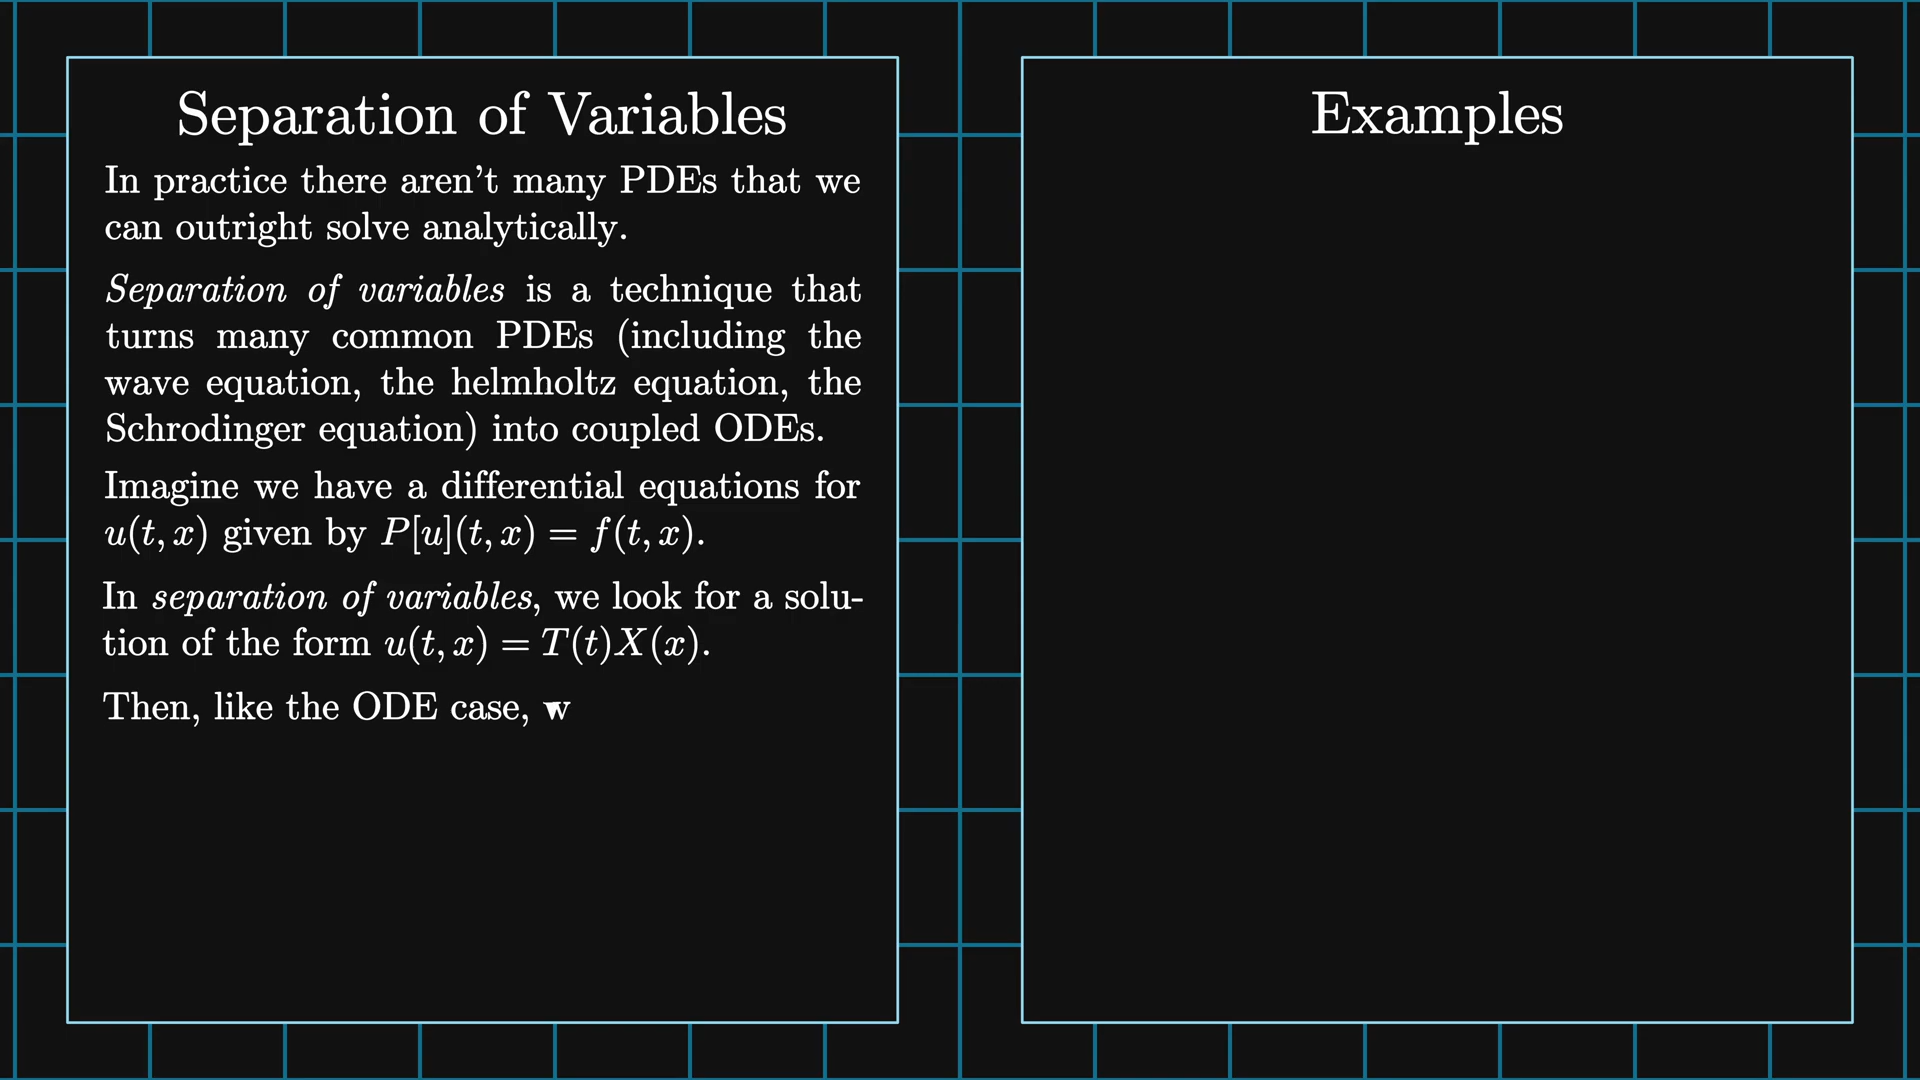 Separation of Variables
In practice there aren't many PDEs that we
can outright solve analytically.
Separation of variables is a technique that
turns many common PDEs (including the
wave equation, the helmholtz equation, the
Schrodinger equation) into coupled ODEs.
Imagine we have a differential equations for
u(t, x) given by P[u](t, x) = f(t, x).
In separation of variables, we look for a solu-
tion of the form u(t, x) = T(t)X(x).
Then, like the ODE case, w
Examples